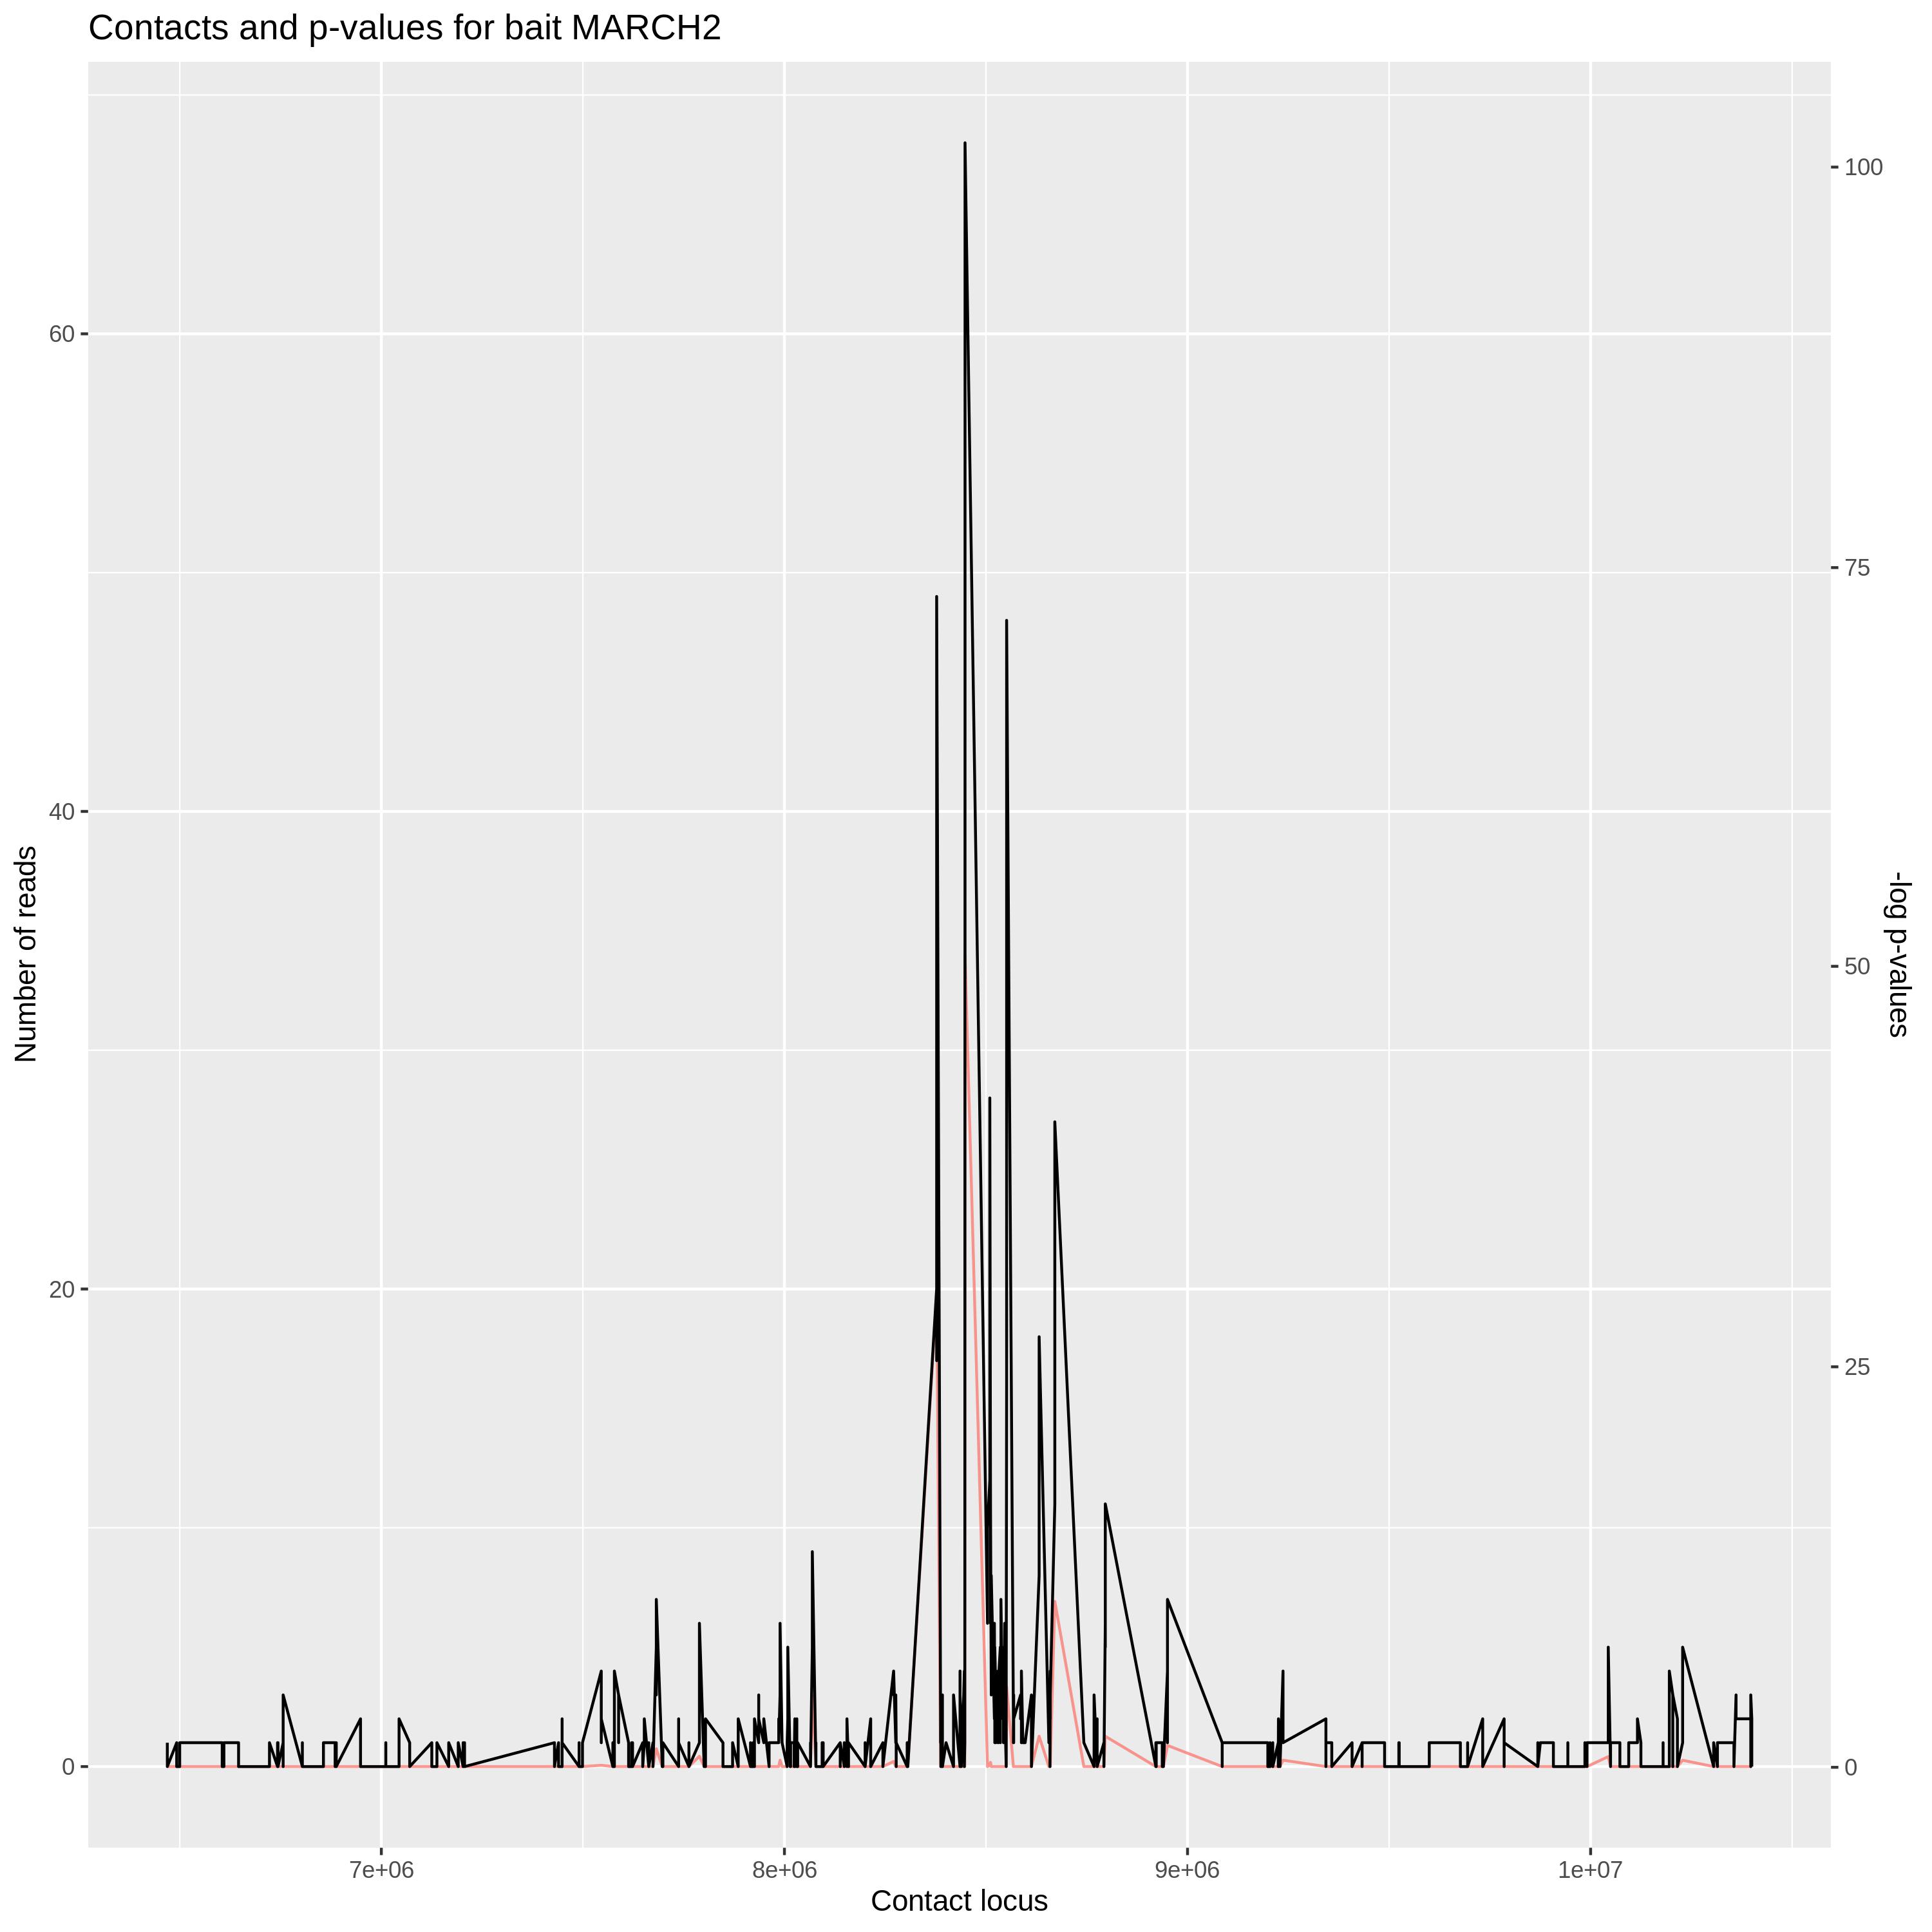 Contacts and p-values for bait MARCH2
60
40
20
0
100
75
50
25
0
Number of reads
-log p-values
7e+06
8e+06
9e+06
1e+07
Contact locus